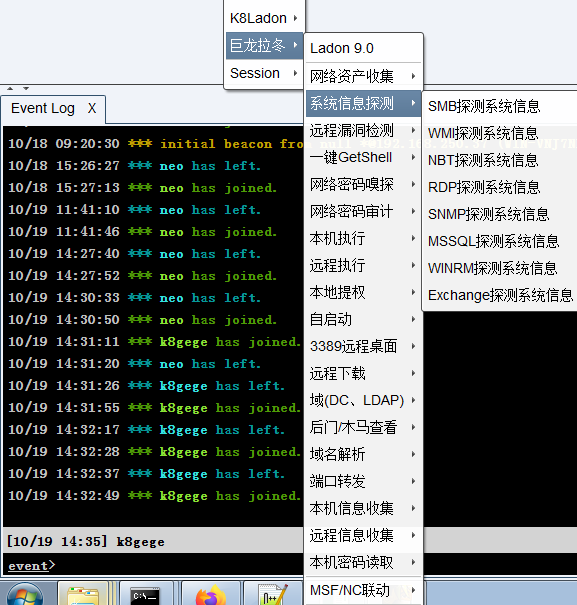 K8Ladon
巨龙拉冬
Session
Ladon 9.0
网络资产收集
系统信息探测
远程漏洞检测
一键GetShell
网络密码嗅探
网络密码审计
本机执行
远程执行
本地提权
自启动
3389远程桌面
远程下载
域(DC、LDAP)
后门/木马查看
域名解析
端口转发
本机信息收集
远程信息收集
本机密码读取
MSF/NC联动
SMB探测系统信息
WMI探测系统信息
NBT探测系统信息
RDP探测系统信息
SNMP探测系统信息
MSSQL探测系统信息
WINRM探测系统信息
Exchange探测系统信息
Event Log X
10/18 09:20:30 *** initial beacon from
10/18 15:26:27 *** neo has left.
10/18 15:27:13 *** neo has joined.
10/19 11:41:10 *** neo has left.
10/19 11:41:46 *** neo has joined.
10/19 14:27:40 *** neo has left.
10/19 14:27:52 *** neo has joined.
10/19 14:30:33 *** neo has left.
10/19 14:30:50 *** neo has joined.
10/19 14:31:11 *** k8gege has joined.
10/19 14:31:20 *** neo has left.
10/19 14:31:26 *** k8gege has left.
10/19 14:31:55 *** k8gege has joined.
10/19 14:32:17 *** k8gege has left.
10/19 14:32:28 *** k8gege has joined.
10/19 14:32:37 *** k8gege has left.
10/19 14:32:49 *** k8gege has joined.
[10/19 14:35] k8gege
event>